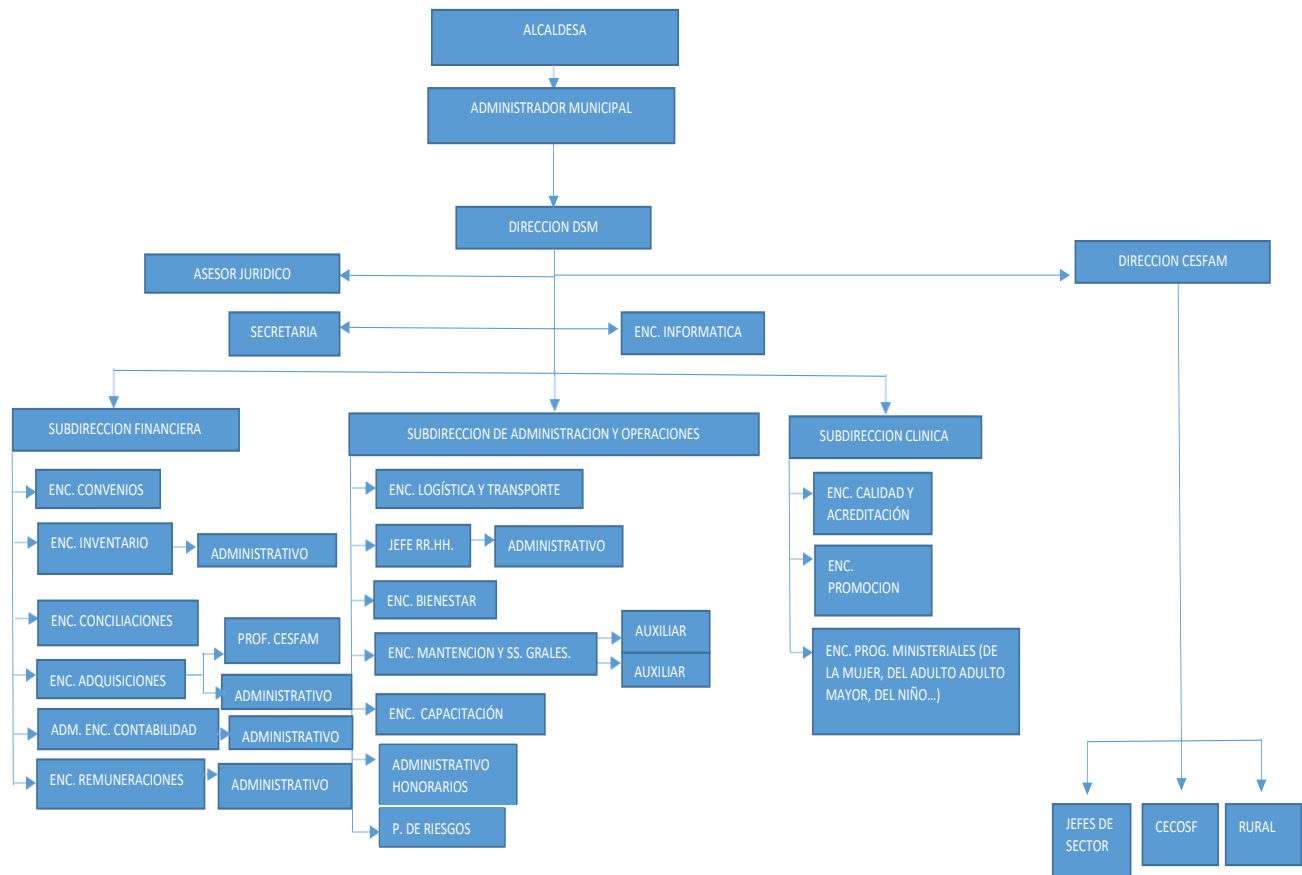 ALCALDESA
ADMINISTRADOR MUNICIPAL
DIRECCION DSM
ASESOR JURIDICO
DIRECCION CESFAM
SECRETARIA
ENC. INFORMATICA
SUBDIRECCION FINANCIERA
ENC. CONVENIOS
ENC. INVENTARIO
ADMINISTRATIVO
ENC. CONCILIACIONES
PROF. CESFAM
ENC. ADQUISICIONES
ADMINISTRATIVO
ADM. ENC. CONTABILIDAD
ADMINISTRATIVO
ENC. REMUNERACIONES
ADMINISTRATIVO
SUBDIRECCION DE ADMINISTRACION Y OPERACIONES
ENC. LOGÍSTICA Y TRANSPORTE
JEFE RR.HH.
ADMINISTRATIVO
ENC. BIENESTAR
ENC. MANTENCION Y SS. GRALES.
AUXILIAR
AUXILIAR
ENC. CAPACITACIÓN
ADMINISTRATIVO
HONORARIOS
P. DE RIESGOS
SUBDIRECCION CLINICA
ENC. CALIDAD Y
ACREDITACIÓN
ENC.
PROMOCION
ENC. PROG. MINISTERIALES (DE
LA MUJER, DEL ADULTO ADULTO
MAYOR, DEL NIÑO...)
JEFES DE
SECTOR
CECOSF
RURAL